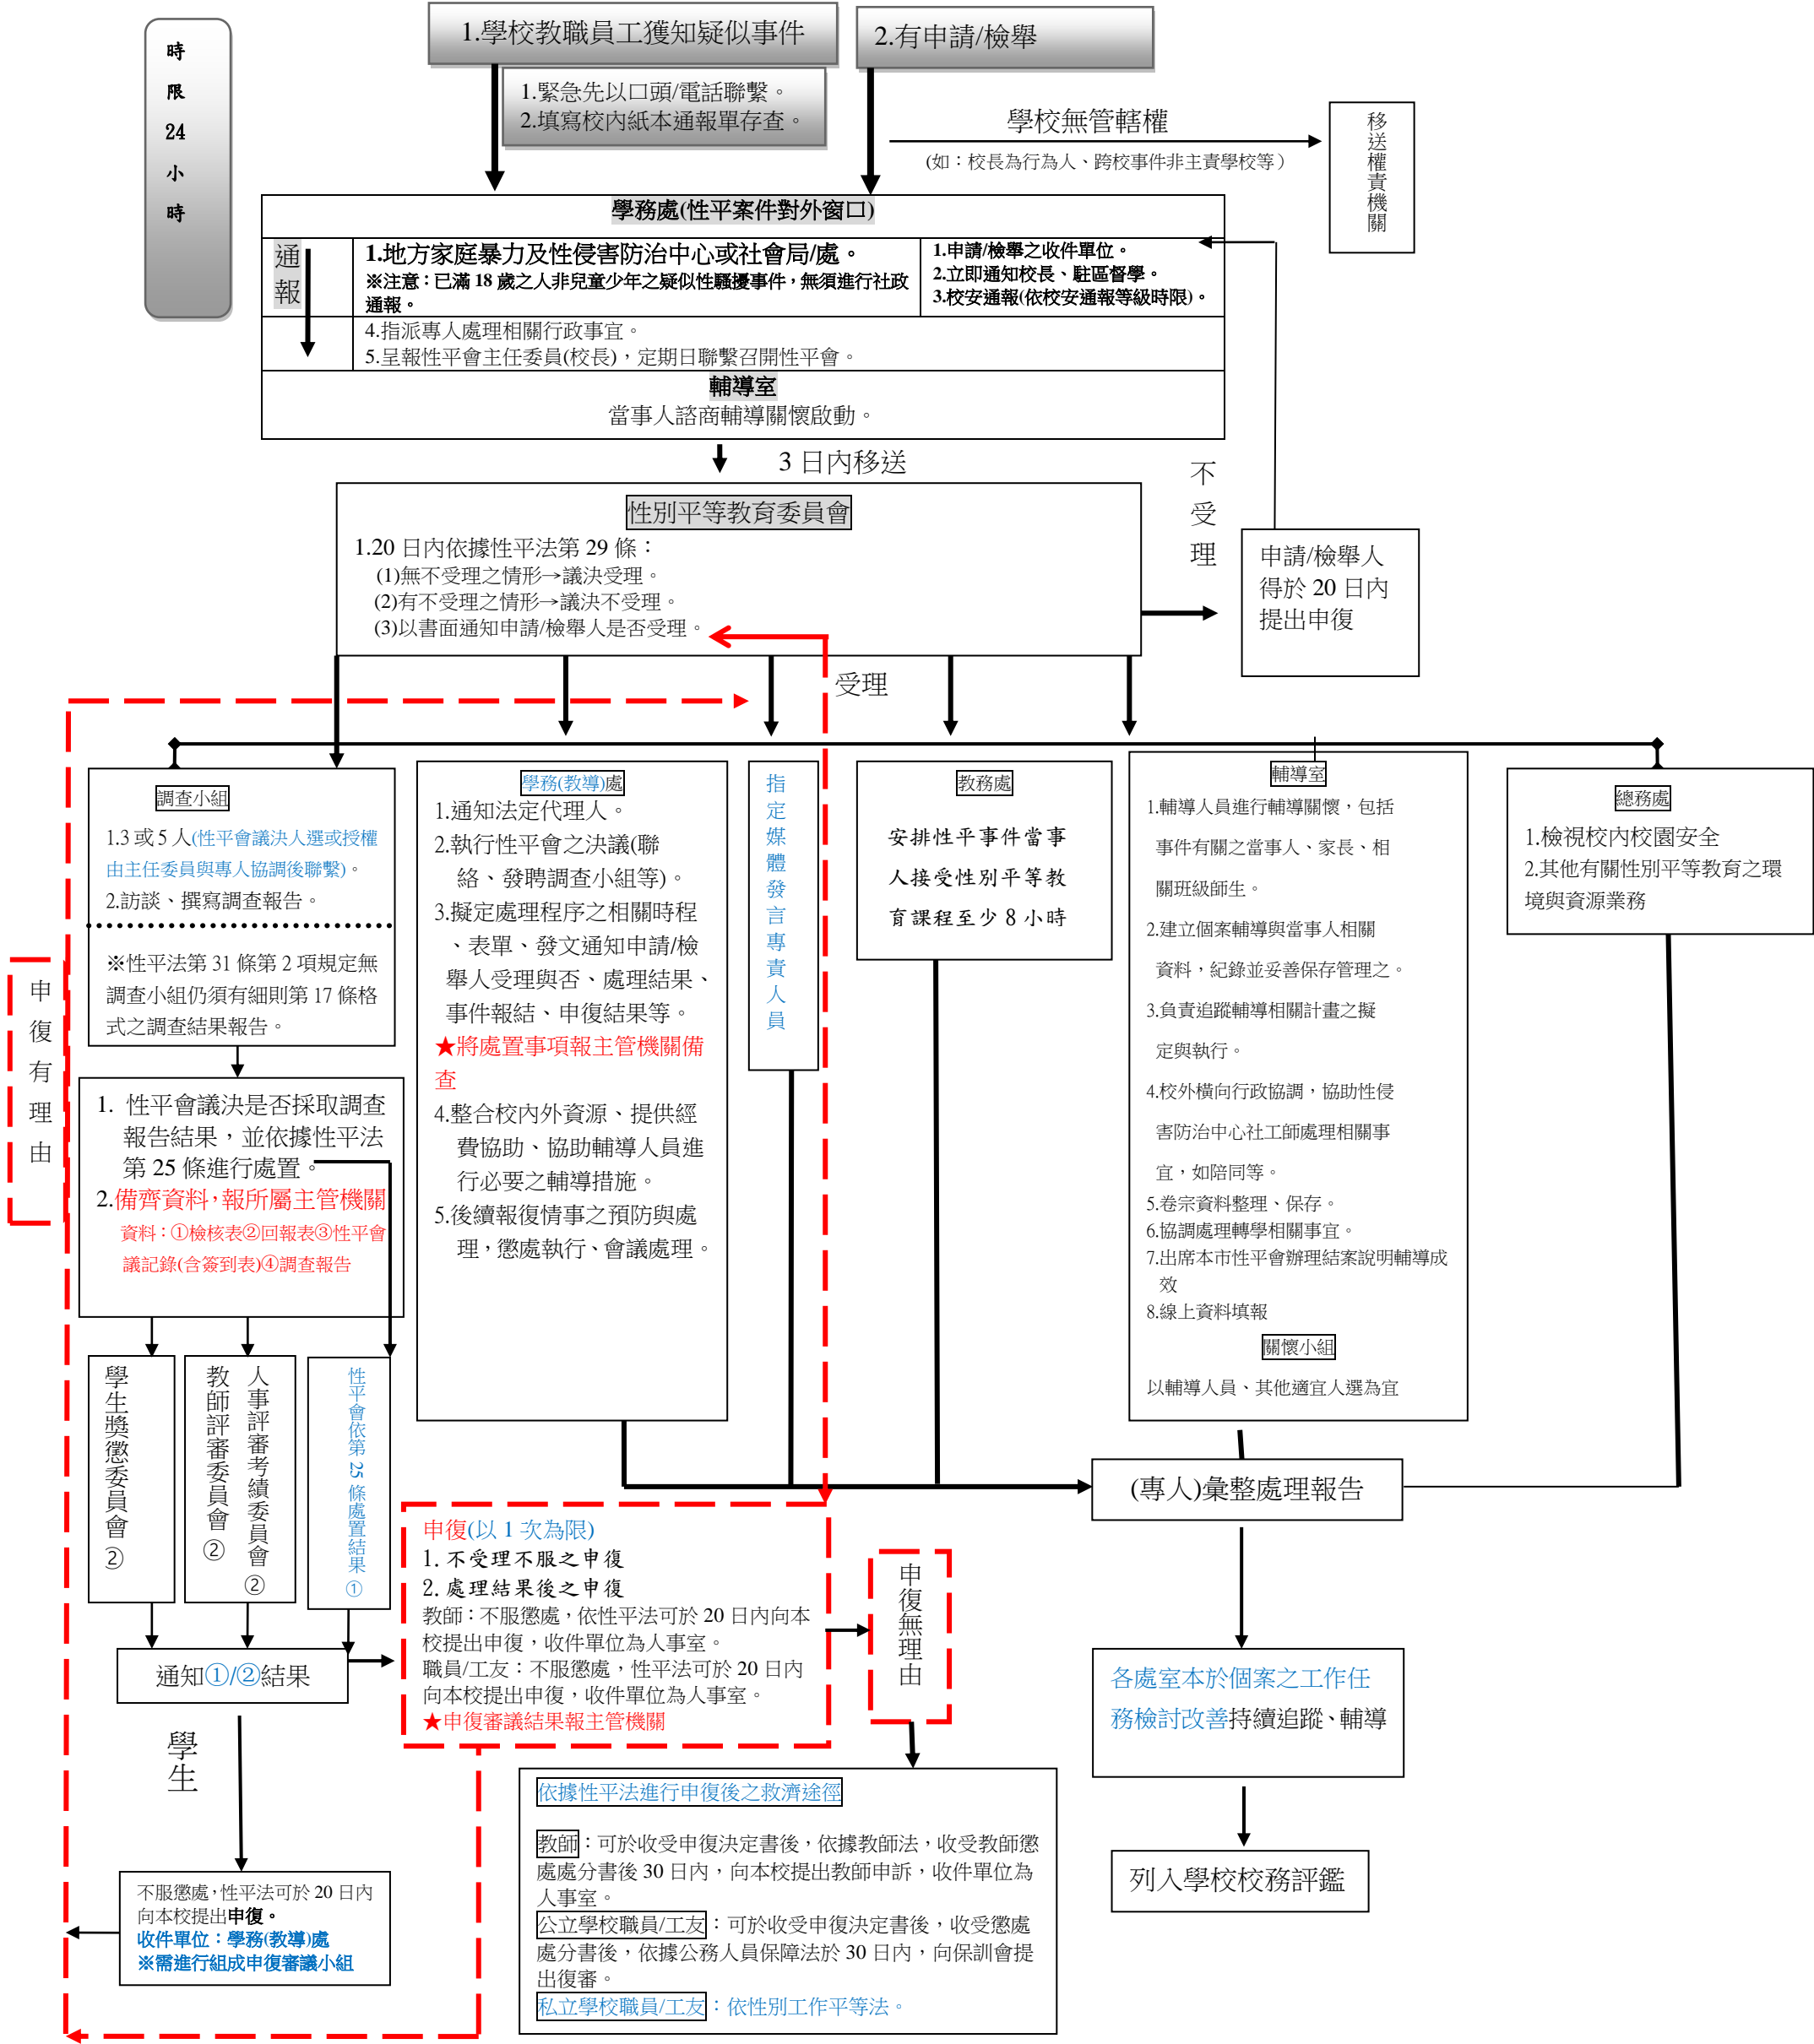 時
限
24
小
時
1.學校教職員工獲知疑似事件
2.有申請/檢舉
1.緊急先以口頭/電話聯繫。
2.填寫校內紙本通報單存查。
學校無管轄權
(如：校長為行為人、跨校事件非主責學校等)
移送權責機關
學務處(性平案件對外窗口)
通
報
1.地方家庭暴力及性侵害防治中心或社會局/處。
※注意：已滿 18 歲之人非兒童少年之疑似性騷擾事件，無須進行社政
通報。
1.申請/檢舉之收件單位。
2.立即通知校長、駐區督學。
3.校安通報(依校安通報等級時限)。
4.指派專人處理相關行政事宜。
5.呈報性平會主任委員(校長)，定期日聯繫召開性平會。
輔導室
當事人諮商輔導關懷啟動。
3 日內移送
不
受
理
性別平等教育委員會
1.20 日內依據性平法第 29 條：
(1)無不受理之情形→議決受理。
(2)有不受理之情形→議決不受理。
(3)以書面通知申請/檢舉人是否受理。
申請/檢舉人
得於 20 日內
提出申復
受理
調查小組
1.3 或 5 人(性平會議決人選或授權
由主任委員與專人協調後聯繫)。
2.訪談、撰寫調查報告。
※性平法第 31 條第 2 項規定無
調查小組仍須有細則第 17 條格
式之調查結果報告。
學務(教導)處
1.通知法定代理人。
2.執行性平會之決議(聯
絡、發聘調查小組等)。
3.擬定處理程序之相關時程
、表單、發文通知申請/檢
舉人受理與否、處理結果、
事件報結、申復結果等。
★將處置事項報主管機關備
查
4.整合校內外資源、提供經
費協助、協助輔導人員進
行必要之輔導措施。
5.後續報復情事之預防與處
理，懲處執行、會議處理。
指定媒體發言專責人員
教務處
安排性平事件當事
人接受性別平等教
育課程至少 8 小時
輔導室
1.輔導人員進行輔導關懷，包括
事件有關之當事人、家長、相
關班級師生。
2.建立個案輔導與當事人相關
資料，紀錄並妥善保存管理之。
3.負責追蹤輔導相關計畫之擬
定與執行。
4.校外橫向行政協調，協助性侵
害防治中心社工師處理相關事
宜，如陪同等。
5.卷宗資料整理、保存。
6.協調處理轉學相關事宜。
7.出席本市性平會辦理結案說明輔導成
效
8.線上資料填報
關懷小組
以輔導人員、其他適宜人選為宜
總務處
1.檢視校內校園安全
2.其他有關性別平等教育之環
境與資源業務
申
復
有
理
由
1. 性平會議決是否採取調查
報告結果，並依據性平法
第 25 條進行處置。
2.備齊資料，報所屬主管機關
資料：①檢核表②回報表③性平會
議記錄(含簽到表)④調查報告
學生獎懲委員會②
教師評審委員會②
人事評審考績委員會②
性平會依第 25 條處置結果①
(專人)彙整處理報告
申復(以 1 次為限)
1. 不受理不服之申復
2. 處理結果後之申復
教師：不服懲處，依性平法可於 20 日內向本
校提出申復，收件單位為人事室。
職員/工友：不服懲處，性平法可於 20 日內
向本校提出申復，收件單位為人事室。
★申復審議結果報主管機關
申復無理由
通知①/②結果
學
生
各處室本於個案之工作任
務檢討改善持續追蹤、輔導
依據性平法進行申復後之救濟途徑
教師：可於收受申復決定書後，依據教師法，收受教師懲
處處分書後 30 日內，向本校提出教師申訴，收件單位為
人事室。
公立學校職員/工友：可於收受申復決定書後，收受懲處
處分書後，依據公務人員保障法於 30 日內，向保訓會提
出復審。
私立學校職員/工友：依性別工作平等法。
列入學校校務評鑑
不服懲處，性平法可於 20 日內
向本校提出申復。
收件單位：學務(教導)處
※需進行組成申復審議小組